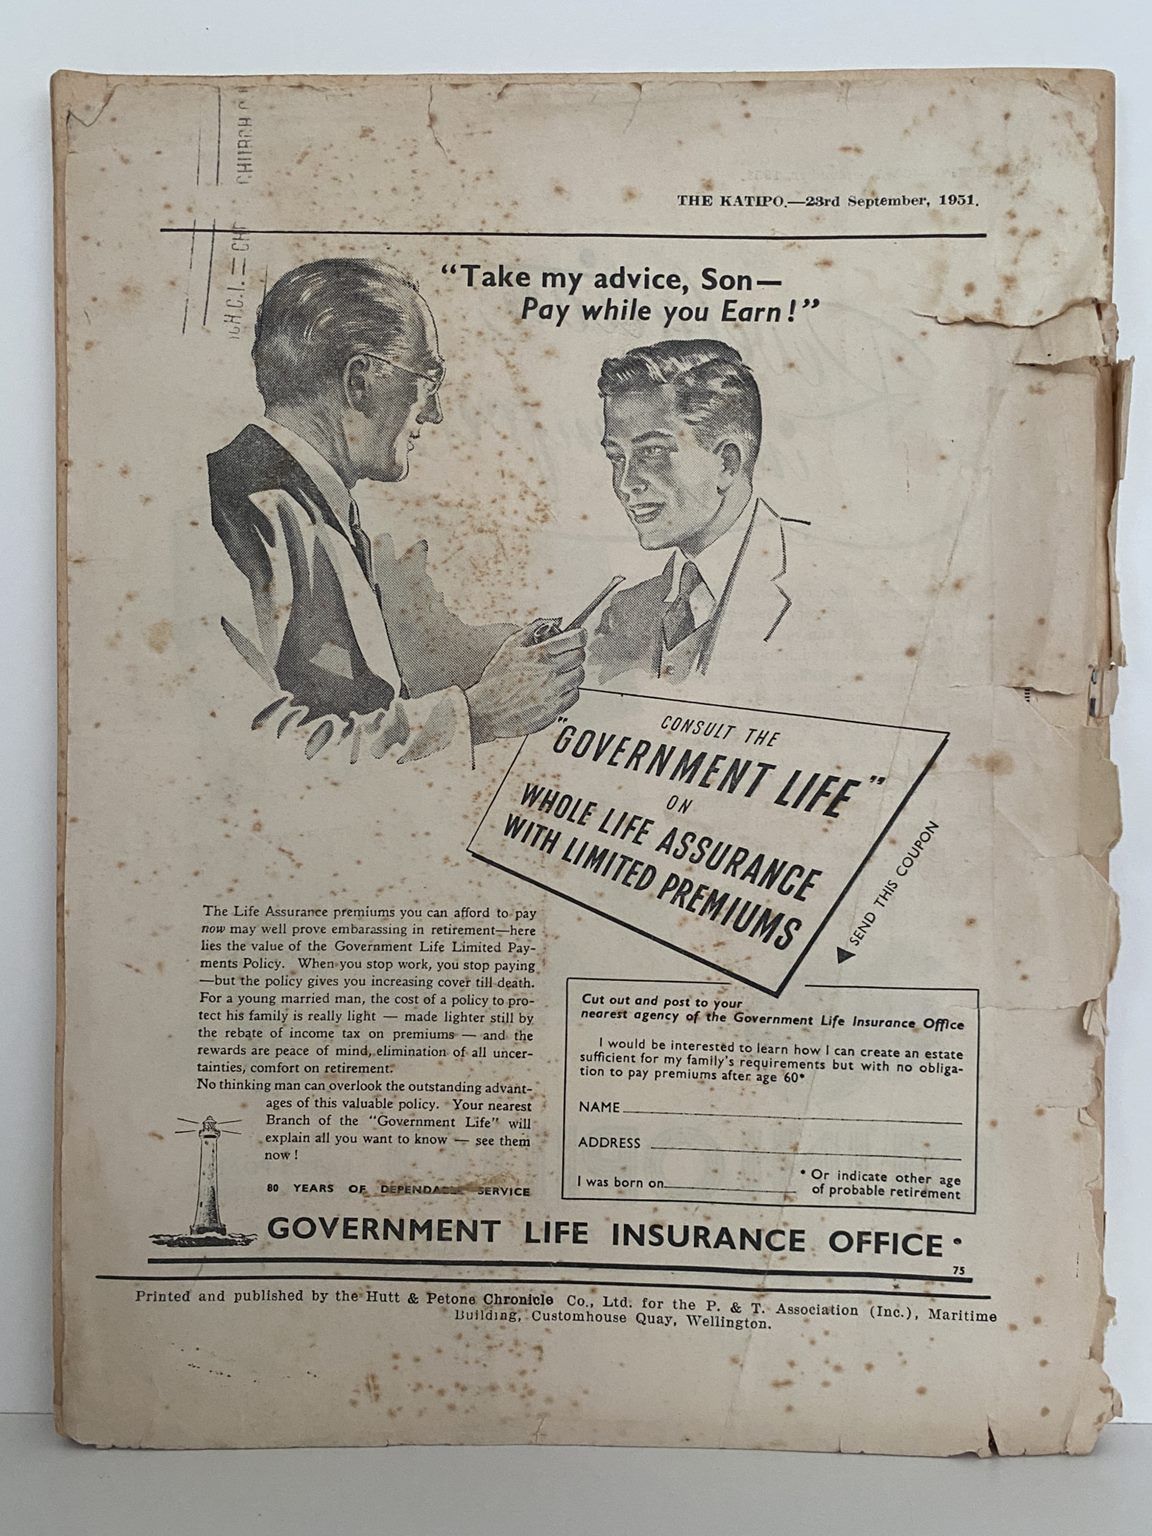 CHURCH
THE KATIPO.—23rd September, 1951.
"Take my advice, Son—
Pay while you Earn!"
CONSULT THE
"GOVERNMENT LIFE"
ON
WHOLE LIFE ASSURANCE
WITH LIMITED PREMIUMS
SEND THIS COUPON
The Life Assurance premiums you can afford to pay
now may well prove embarassing in retirement—here
lies the value of the Government Life Limited Pay-
ments Policy. When you stop work, you stop paying
—but the policy gives you increasing cover till death.
For a young married man, the cost of a policy to pro-
tect his family is really light — made lighter still by
the rebate of income tax on premiums — and the
rewards are peace of mind, elimination of all uncer-
tainties, comfort on retirement.
No thinking man can overlook the outstanding advant-
ages of this valuable policy. Your nearest
Branch of the "Government Life" will
explain all you want to know — see them
now !
80 YEARS OF DEPENDABLE SERVICE
Cut out and post to your
nearest agency of the Government Life Insurance Office
I would be interested to learn how I can create an estate
sufficient for my family's requirements but with no obliga-
tion to pay premiums after age 60*
NAME
ADDRESS
I was born on
* Or indicate other age
of probable retirement
GOVERNMENT LIFE INSURANCE OFFICE
75
Printed and published by the Hutt & Petone Chronicle Co., Ltd. for the P. & T. Association (Inc.), Maritime
Building, Customhouse Quay, Wellington.